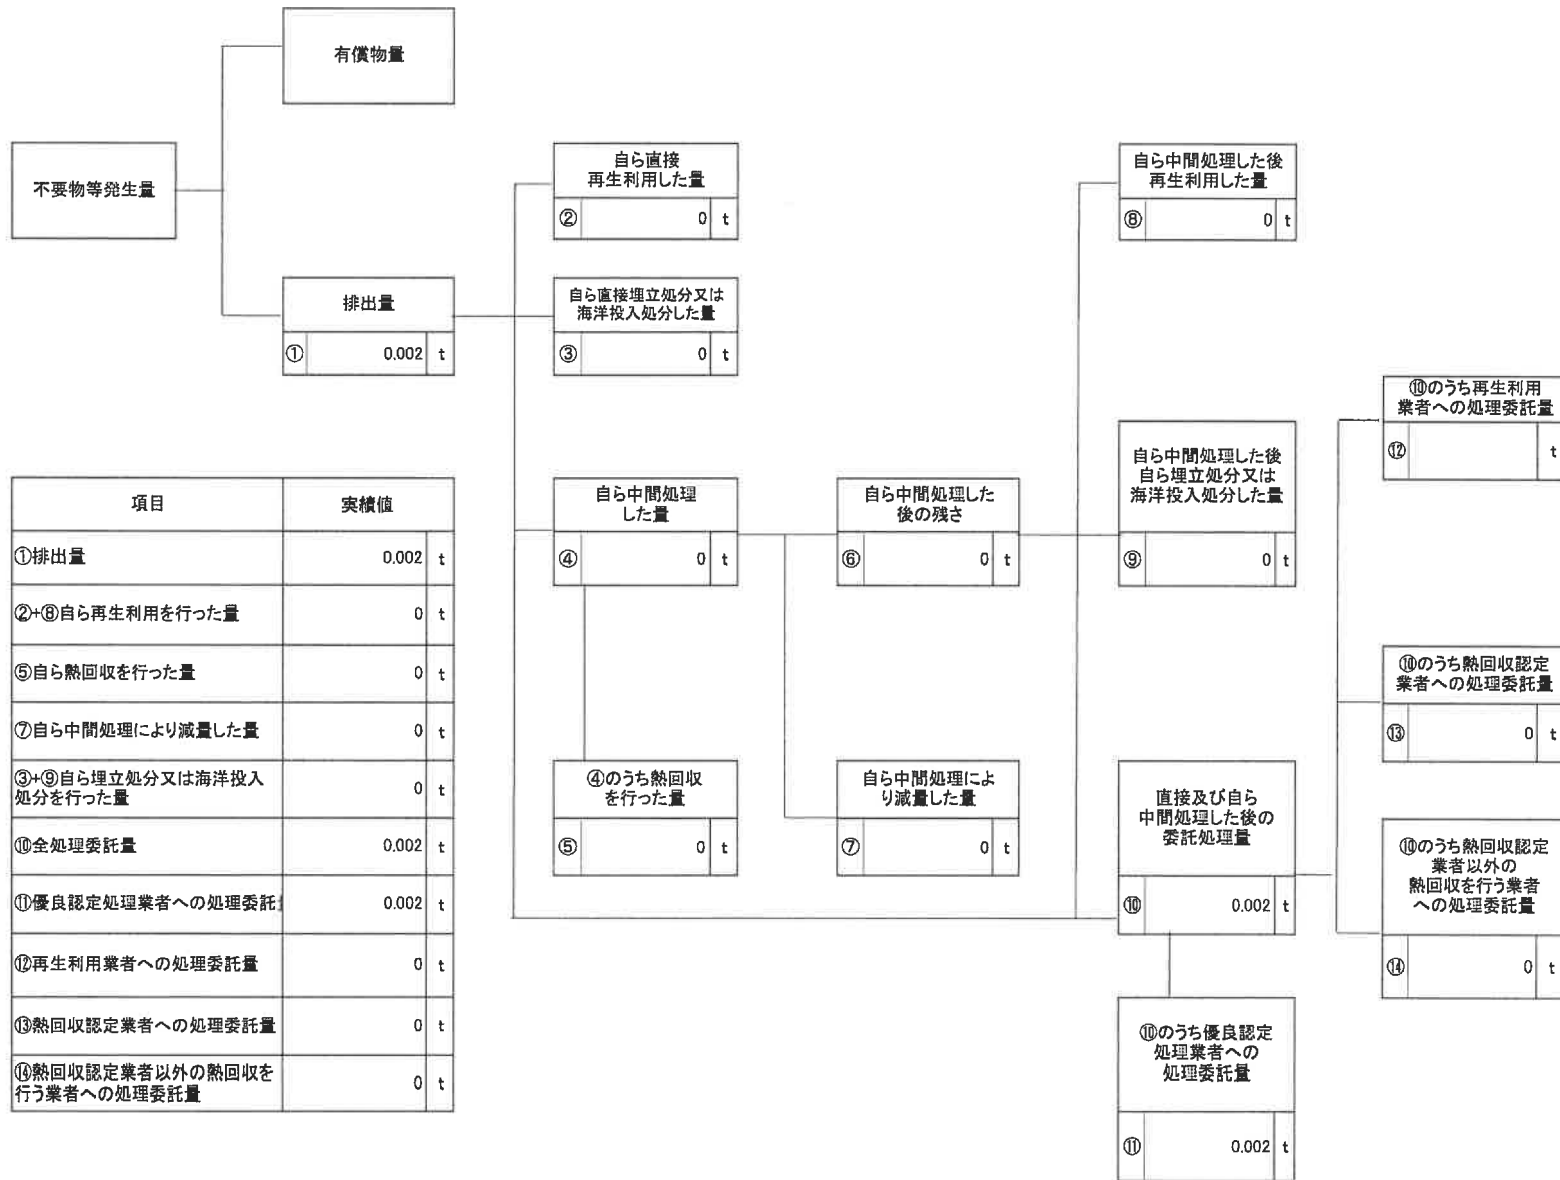 有償物量
不要物等発生量
排出量
① 0.002 t
自ら直接
再生利用した量
② 0 t
自ら直接埋立処分又は
海洋投入処分した量
③ 0 t
自ら中間処理
した量
④ 0 t
④のうち熱回収
を行った量
⑤ 0 t
自ら中間処理した
後の残さ
⑥ 0 t
自ら中間処理によ
り減量した量
⑦ 0 t
自ら中間処理した後
再生利用した量
⑧ 0 t
自ら中間処理した後
自ら埋立処分又は
海洋投入処分した量
⑨ 0 t
直接及び自ら
中間処理した後の
委託処理量
⑩ 0.002 t
⑩のうち優良認定
処理業者への
処理委託量
⑪ 0.002 t
⑩のうち再生利用
業者への処理委託量
⑫ t
⑩のうち熱回収認定
業者への処理委託量
⑬ 0 t
⑩のうち熱回収認定
業者以外の
熱回収を行う業者
への処理委託量
⑭ 0 t
項目 実績値
①排出量 0.002 t
②+⑧自ら再生利用を行った量 0 t
⑤自ら熱回収を行った量 0 t
⑦自ら中間処理により減量した量 0 t
③+⑨自ら埋立処分又は海洋投入
処分を行った量 0 t
⑩全処理委託量 0.002 t
⑪優良認定処理業者への処理委託 0.002 t
⑫再生利用業者への処理委託量 0 t
⑬熱回収認定業者への処理委託量 0 t
⑭熱回収認定業者以外の熱回収を
行う業者への処理委託量 0 t